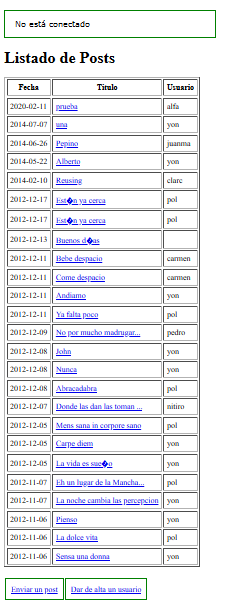 No está conectado
Listado de Posts
Fecha Titulo Usuario
2020-02-11 prueba alfa
2014-07-07 una yon
2014-06-26 Pepino juanma
2014-05-22 Alberto yon
2014-02-10 Reusing clarc
2012-12-17 Est�n ya cerca pol
2012-12-17 Est�n ya cerca pol
2012-12-13 Buenos d�as
2012-12-11 Bebe despacio carmen
2012-12-11 Come despacio carmen
2012-12-11 Andiamo yon
2012-12-11 Ya falta poco pol
2012-12-09 No por mucho madrugar... pedro
2012-12-08 John yon
2012-12-08 Nunca yon
2012-12-08 Abracadabra pol
2012-12-07 Donde las dan las toman ... nitiro
2012-12-05 Mens sana in corpore sano pol
2012-12-05 Carpe diem yon
2012-12-05 La vida es sue�o yon
2012-11-07 Eh un lugar de la Mancha... pol
2012-11-07 La noche cambia las percepcion yon
2012-11-06 Pienso yon
2012-11-06 La dolce vita pol
2012-11-06 Sensa una donna yon
Enviar un post Dar de alta un usuario